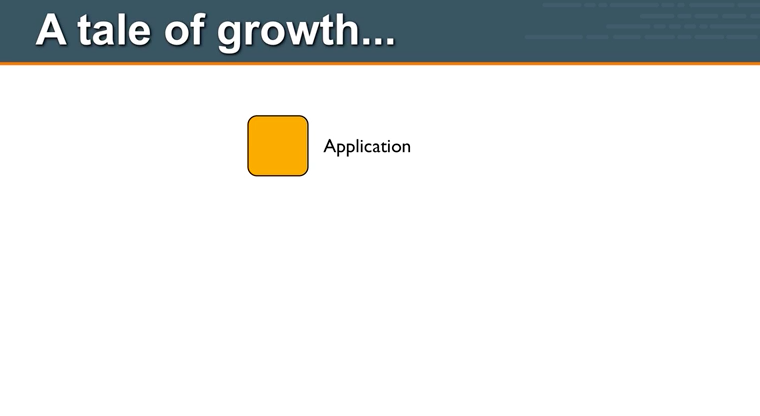 A tale of growth...
Application